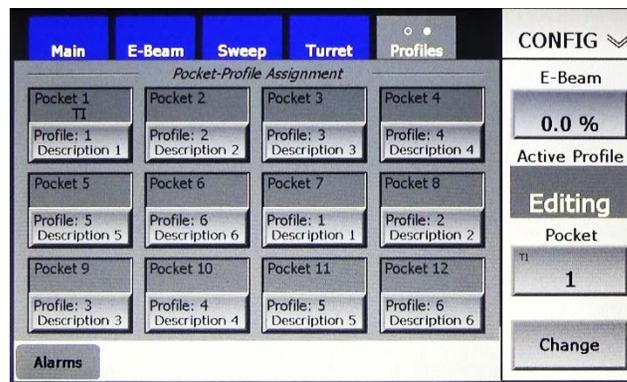 Main E-Beam Sweep Turret Profiles
Pocket-Profile Assignment
Pocket 1 Pocket 2 Pocket 3 Pocket 4
TI
Profile: 1 Profile: 2 Profile: 3 Profile: 4
Description 1 Description 2 Description 3 Description 4
Pocket 5 Pocket 6 Pocket 7 Pocket 8
Profile: 5 Profile: 6 Profile: 1 Profile: 2
Description 5 Description 6 Description 1 Description 2
Pocket 9 Pocket 10 Pocket 11 Pocket 12
Profile: 3 Profile: 4 Profile: 5 Profile: 6
Description 3 Description 4 Description 5 Description 6
Alarms
CONFIG
E-Beam
0.0 %
Active Profile
Editing
Pocket
TI
1
Change